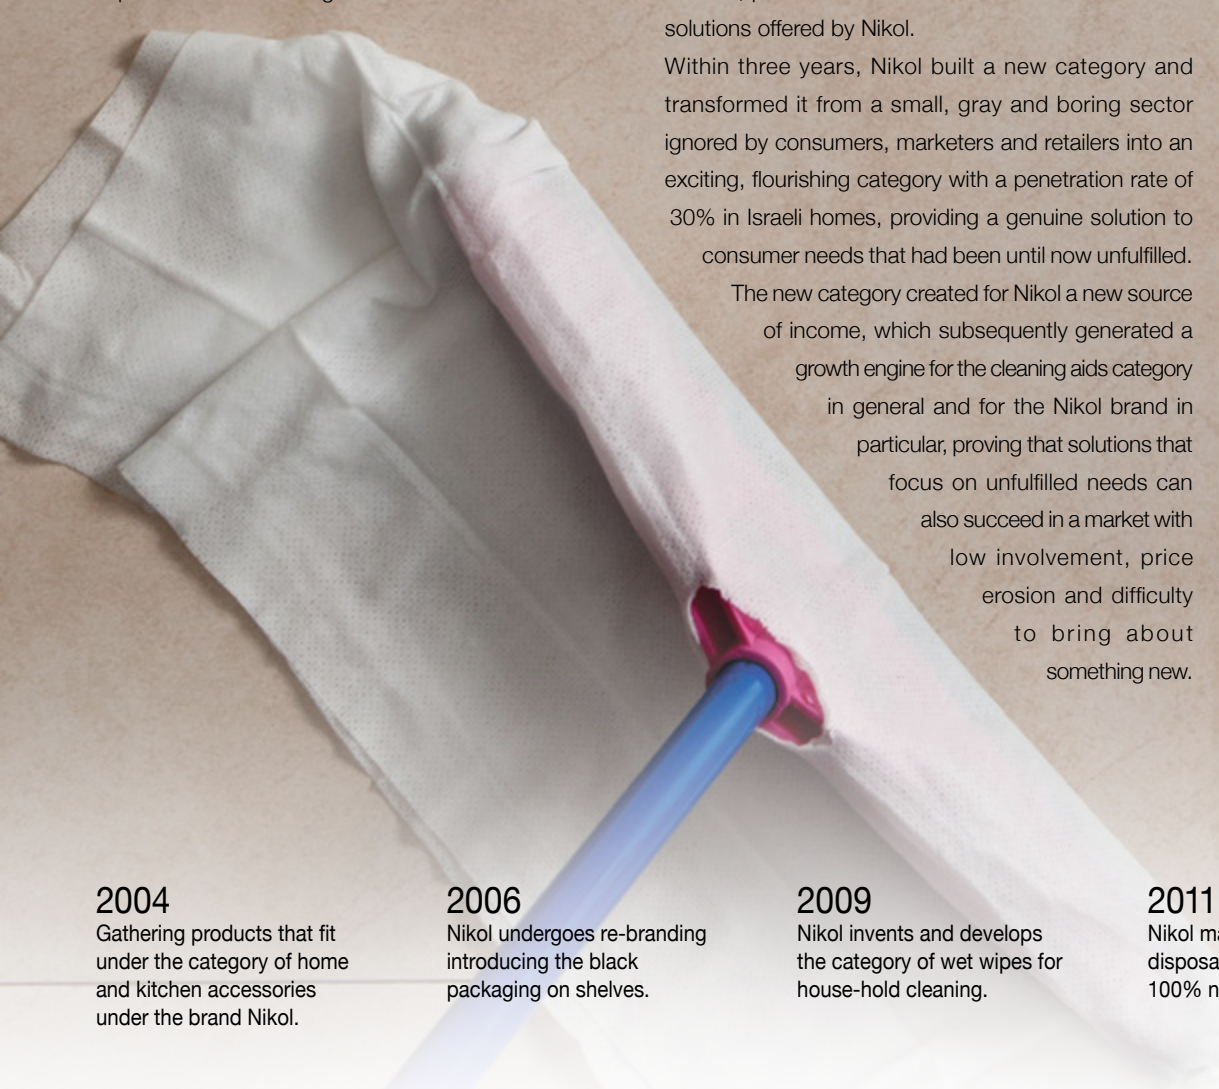 solutions offered by Nikol.
Within three years, Nikol built a new category and
transformed it from a small, gray and boring sector
ignored by consumers, marketers and retailers into an
exciting, flourishing category with a penetration rate of
30% in Israeli homes, providing a genuine solution to
consumer needs that had been until now unfulfilled.
The new category created for Nikol a new source
of income, which subsequently generated a
growth engine for the cleaning aids category
in general and for the Nikol brand in
particular, proving that solutions that
focus on unfulfilled needs can
also succeed in a market with
low involvement, price
erosion and difficulty
to bring about
something new.
2004
Gathering products that fit
under the category of home
and kitchen accessories
under the brand Nikol.
2006
Nikol undergoes re-branding
introducing the black
packaging on shelves.
2009
Nikol invents and develops
the category of wet wipes for
house-hold cleaning.
2011
Nikol
100%